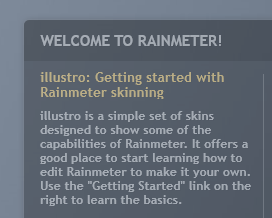 WELCOME TO RAINMETER!
illustro: Getting started with
Rainmeter skinning
illustro is a simple set of skins
designed to show some of the
capabilities of Rainmeter. It offers a
good place to start learning how to
edit Rainmeter to make it your own.
Use the "Getting Started" link on the
right to learn the basics.